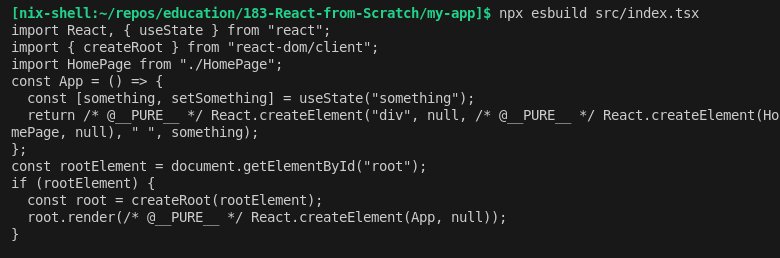 [nix-shell:~/repos/education/183-React-from-Scratch/my-app]$ npx esbuild src/index.tsx
import React, { useState } from "react";
import { createRoot } from "react-dom/client";
import HomePage from "./HomePage";
const App = () => {
  const [something, setSomething] = useState("something");
  return /* @__PURE__ */ React.createElement("div", null, /* @__PURE__ */ React.createElement(Ho
mePage, null), " ", something);
};
const rootElement = document.getElementById("root");
if (rootElement) {
  const root = createRoot(rootElement);
  root.render(/* @__PURE__ */ React.createElement(App, null));
}